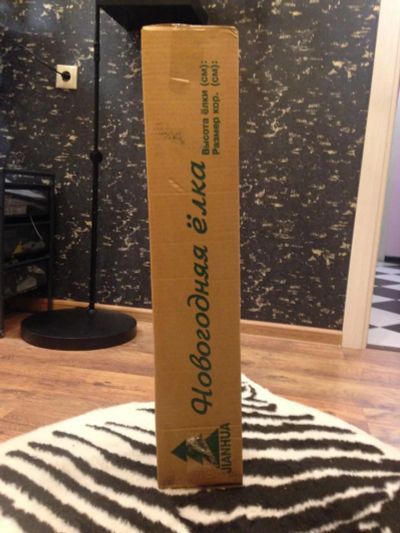 Новогодняя ёлка
Высота ёлки (см):
Размер кор. (см):
JIANHUA